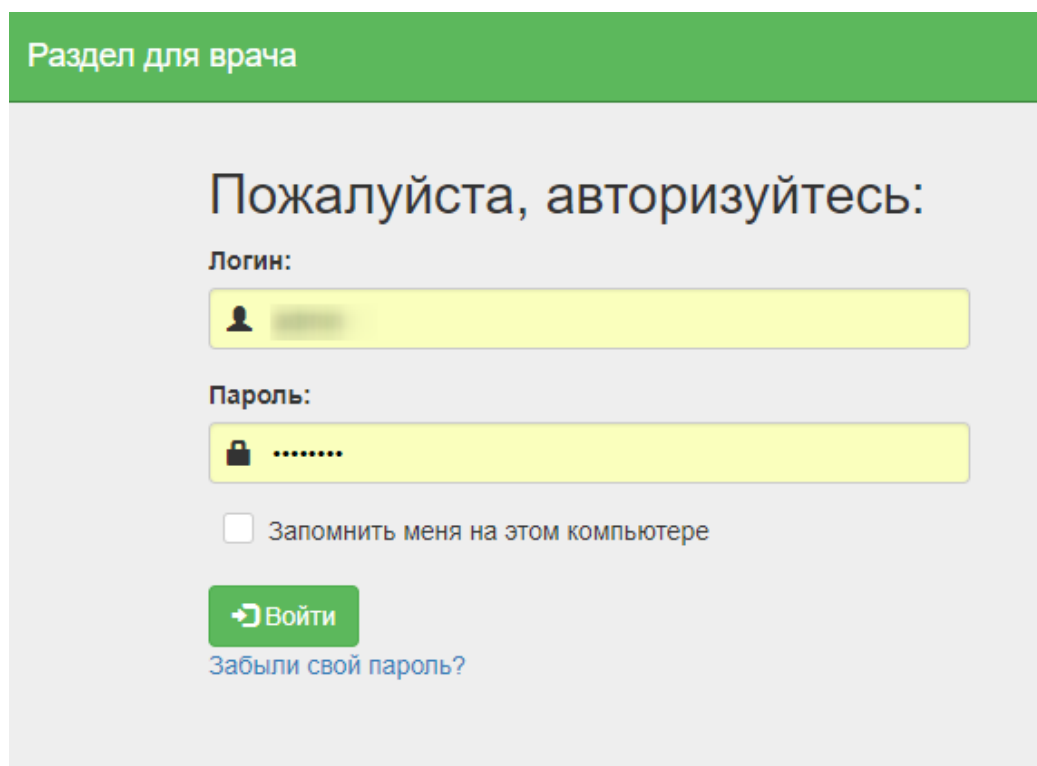 Раздел для врача
Пожалуйста, авторизуйтесь:
Логин:
Пароль:
••••••••
Запомнить меня на этом компьютере
Войти
Забыли свой пароль?